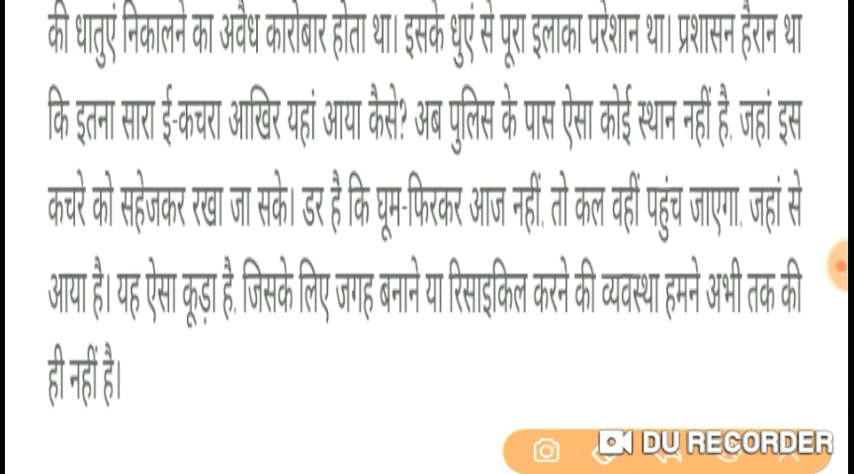 की धातुएं निकालने का अवैध कारोबार होता था। इसके धुएं से पूरा इलाका परेशान था। प्रशासन हैरान था
कि इतना सारा ई-कचरा आखिर यहां आया कैसे? अब पुलिस के पास ऐसा कोई स्थान नहीं है, जहां इस
कचरे को सहेजकर रखा जा सके। डर है कि घूम-फिरकर आज नहीं, तो कल वहीं पहुंच जाएगा, जहां से
आया है। यह ऐसा कूड़ा है, जिसके लिए जगह बनाने या रिसाइकिल करने की व्यवस्था हमने अभी तक की
ही नहीं है।
DU RECORDER